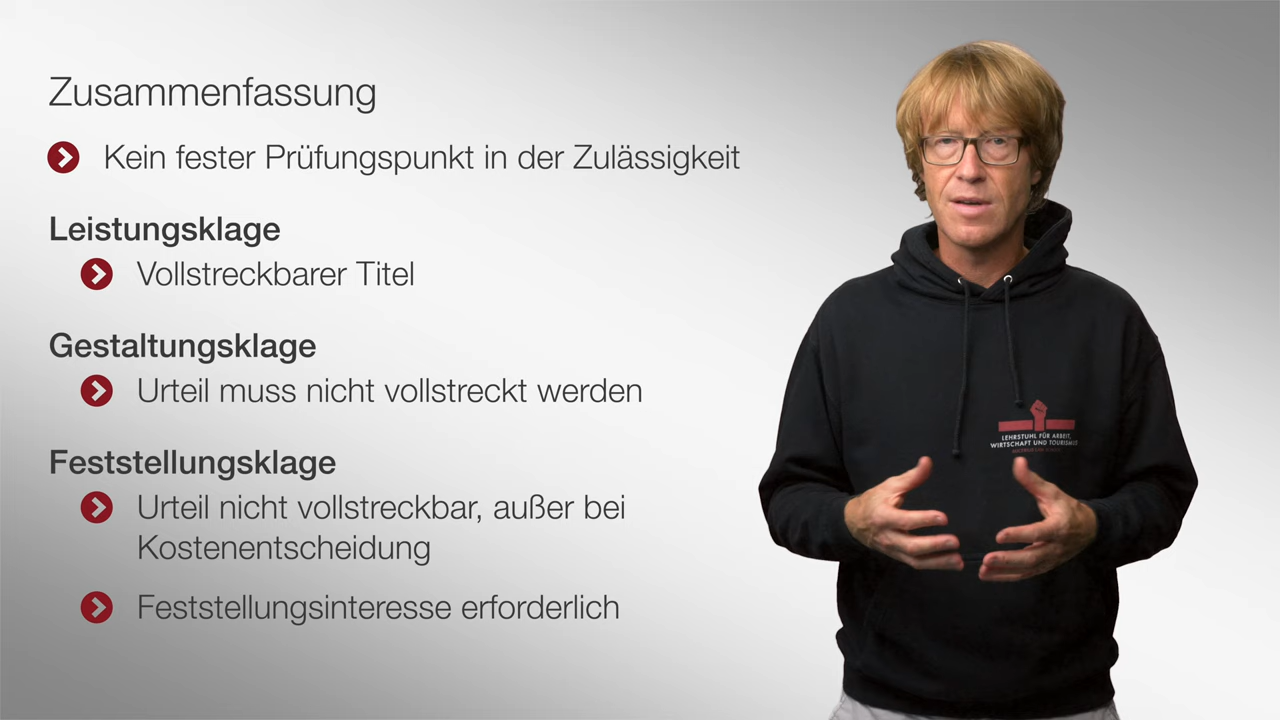 Zusammenfassung
Kein fester Prüfungspunkt in der Zulässigkeit
Leistungsklage
Vollstreckbarer Titel
Gestaltungsklage
Urteil muss nicht vollstreckt werden
Feststellungsklage
Urteil nicht vollstreckbar, außer bei
Kostenentscheidung
Feststellungsinteresse erforderlich
LEHRSTUHL FÜR ARBEIT,
WIRTSCHAFT UND TOURISMUS